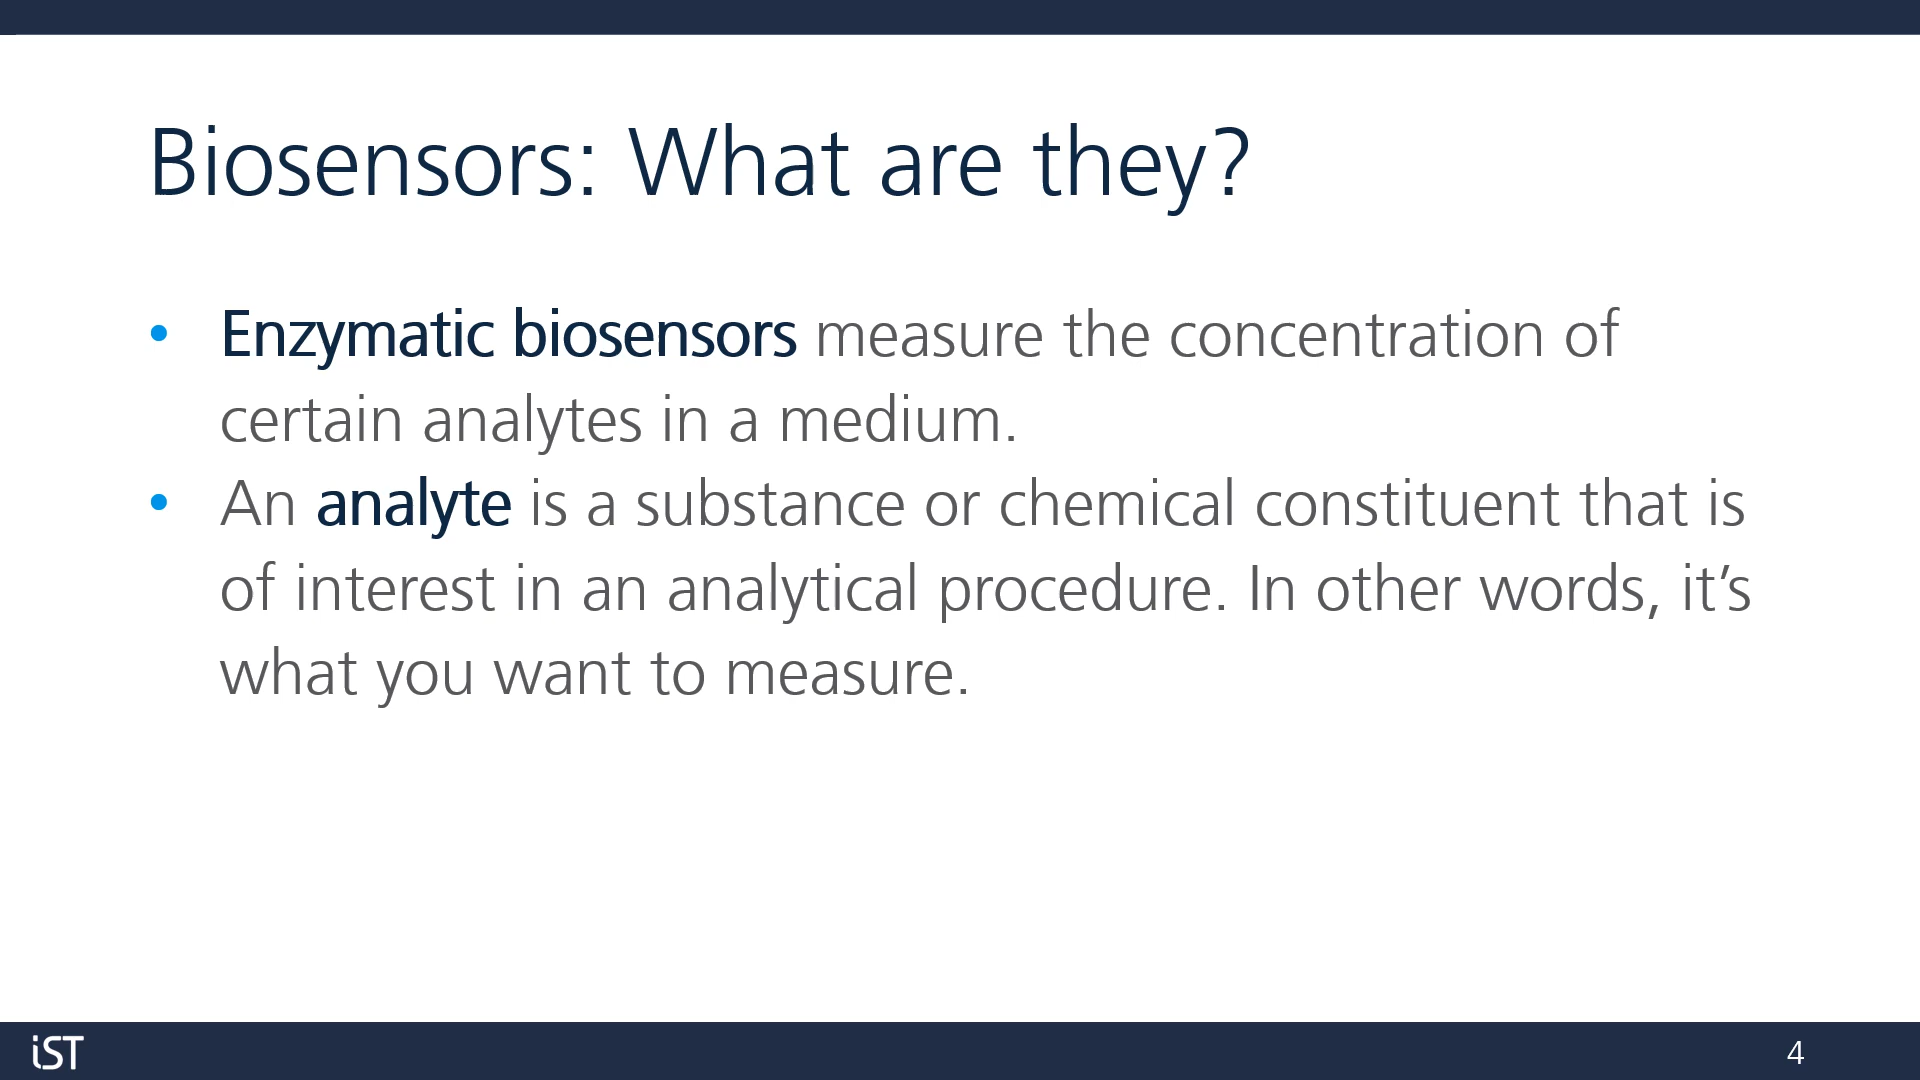 Biosensors: What are they?
• Enzymatic biosensors measure the concentration of
certain analytes in a medium.
• An analyte is a substance or chemical constituent that is
of interest in an analytical procedure. In other words, it’s
what you want to measure.
iST
4